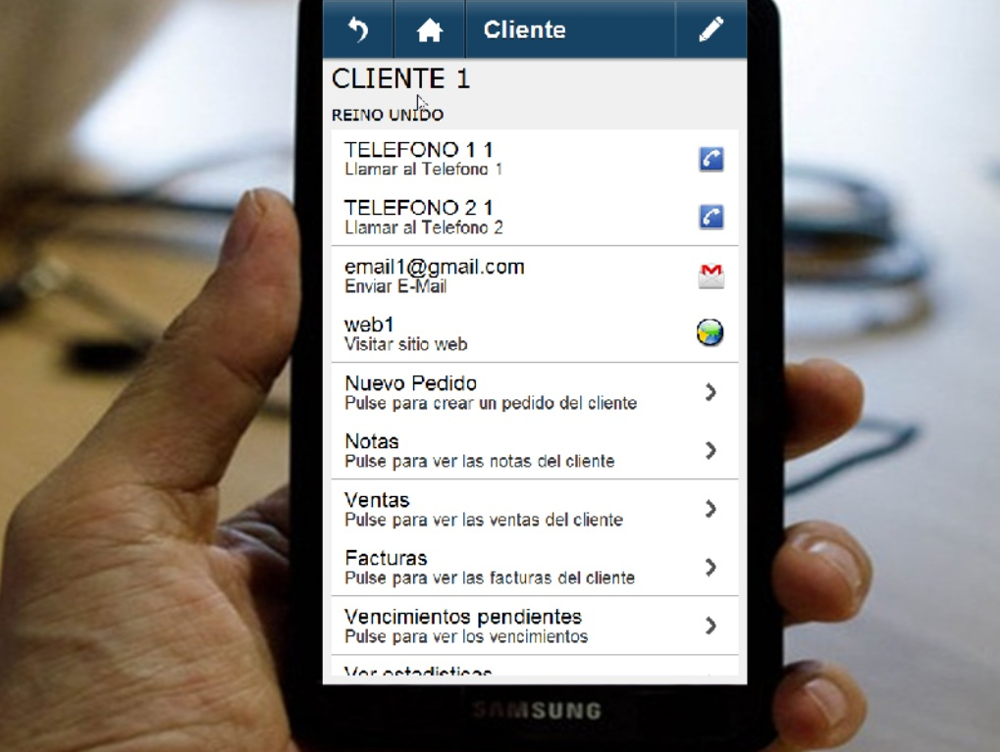 Cliente
CLIENTE 1
REINO UNIDO
TELEFONO 1 1
Llamar al Telefono 1
TELEFONO 2 1
Llamar al Telefono 2
email1@gmail.com
Enviar E-Mail
web1
Visitar sitio web
Nuevo Pedido
Pulse para crear un pedido del cliente
Notas
Pulse para ver las notas del cliente
Ventas
Pulse para ver las ventas del cliente
Facturas
Pulse para ver las facturas del cliente
Vencimientos pendientes
Pulse para ver los vencimientos
Ver estadisticas
SAMSUNG